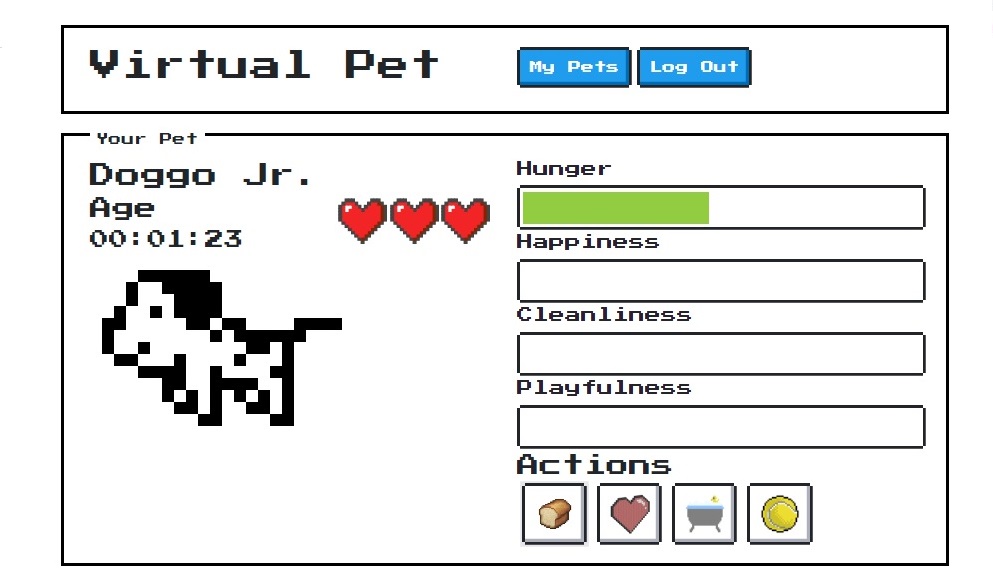 Virtual Pet
My Pets
Log Out
Your Pet
Doggo Jr.
Age
00:01:23
Hunger
Happiness
Cleanliness
Playfulness
Actions